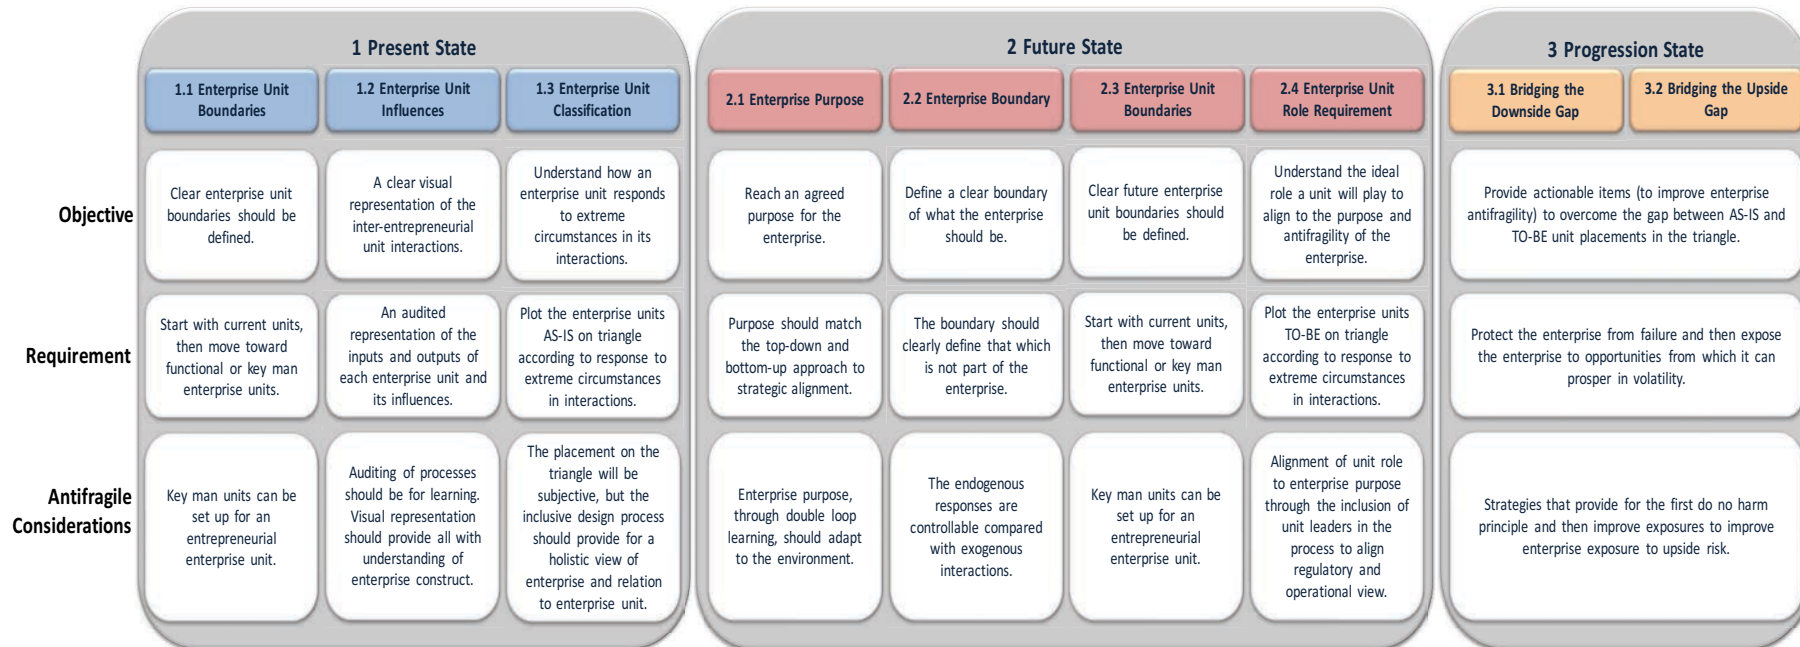 1 Present State
2 Future State
3 Progression State
1.1 Enterprise Unit
Boundaries
1.2 Enterprise Unit
Influences
1.3 Enterprise Unit
Classification
2.1 Enterprise Purpose
2.2 Enterprise Boundary
2.3 Enterprise Unit
Boundaries
2.4 Enterprise Unit
Role Requirement
3.1 Bridging the
Downside Gap
3.2 Bridging the Upside
Gap
Objective
Clear enterprise unit
boundaries should be
defined.
A clear visual
representation of the
inter-entrepreneurial
unit interactions.
Understand how an
enterprise unit responds
to extreme
circumstances in its
interactions.
Reach an agreed
purpose for the
enterprise.
Define a clear boundary
of what the enterprise
should be.
Clear future enterprise
unit boundaries should
be defined.
Understand the ideal
role a unit will play to
align to the purpose and
antifragility of the
enterprise.
Provide actionable items (to improve enterprise
antifragility) to overcome the gap between AS-IS and
TO-BE unit placements in the triangle.
Requirement
Start with current units,
then move toward
functional or key man
enterprise units.
An audited
representation of the
inputs and outputs of
each enterprise unit and
its influences.
Plot the enterprise units
AS-IS on triangle
according to response to
extreme circumstances
in interactions.
Purpose should match
the top-down and
bottom-up approach to
strategic alignment.
The boundary should
clearly define that which
is not part of the
enterprise.
Start with current units,
then move toward
functional or key man
enterprise units.
Plot the enterprise units
TO-BE on triangle
according to response to
extreme circumstances
in interactions.
Protect the enterprise from failure and then expose
the enterprise to opportunities from which it can
prosper in volatility.
Antifragile
Considerations
Key man units can be
set up for an
entrepreneurial
enterprise unit.
Auditing of processes
should be for learning.
Visual representation
should provide all with
understanding of
enterprise construct.
The placement on the
triangle will be
subjective, but the
inclusive design process
should provide for a
holistic view of
enterprise and relation
to enterprise unit.
Enterprise purpose,
through double loop
learning, should adapt
to the environment.
The endogenous
responses are
controllable compared
with exogenous
interactions.
Key man units can be
set up for an
entrepreneurial
enterprise unit.
Alignment of unit role
to enterprise purpose
through the inclusion of
unit leaders in the
process to align
regulatory and
operational view.
Strategies that provide for the first do no harm
principle and then improve exposures to improve
enterprise exposure to upside risk.